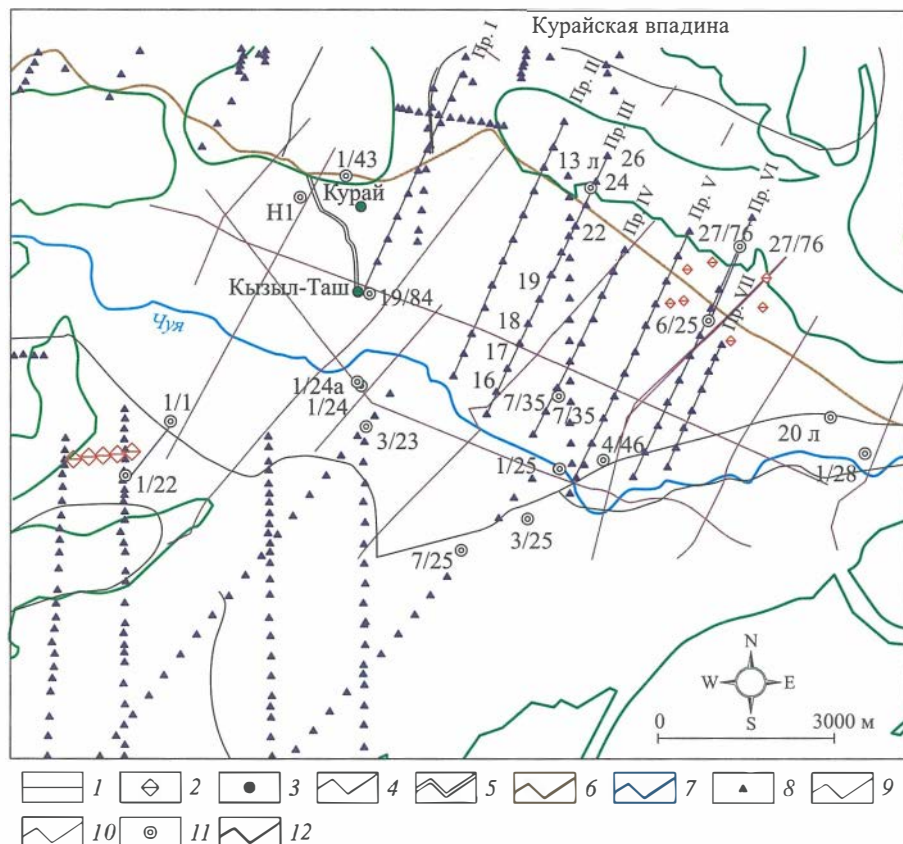 Курайская впадина
Пр. I
Пр. II
Пр. III
Пр. IV
Пр. V
Пр. VI
Пр. VII
1/43
13 л
26
24
Н1
Курай
22
27/76
27/76
Кызыл-Таш
19/84
19
Чуя
18
6/25
17
16
1/24а
1/24
7/35
7/35
1/1
3/23
20 л
4/46
1/22
1/25
1/28
3/25
7/25
N
W
E
S
0
3000 м
1
2
3
4
5
6
7
8
9
10
11
12